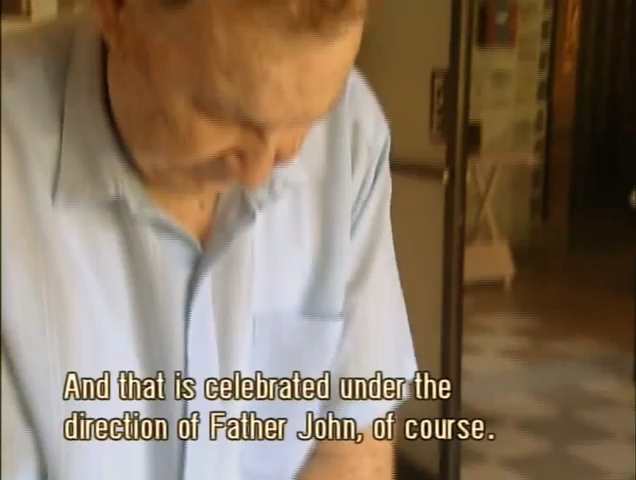 And that is celebrated under the
direction of Father John, of course.